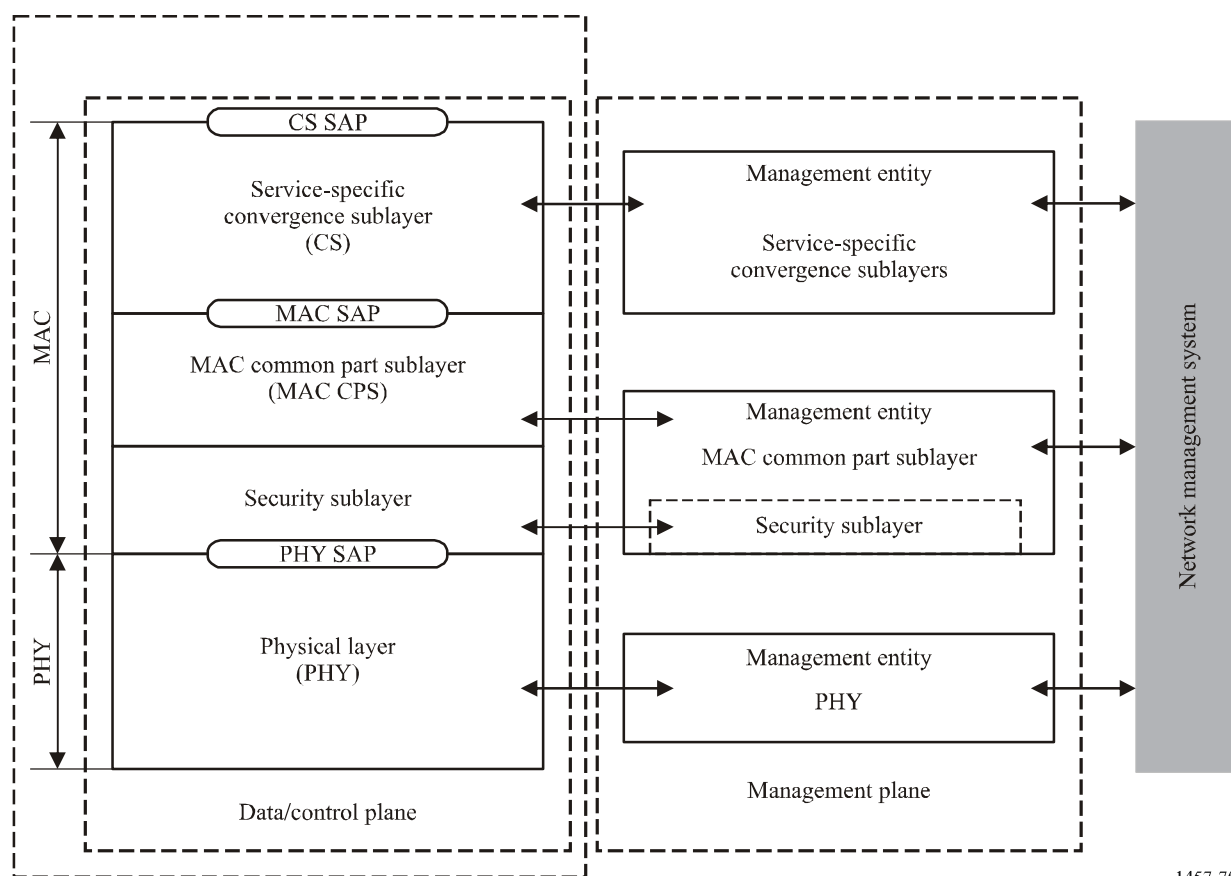 CS SAP
Service-specific
convergence sublayer
(CS)
MAC SAP
MAC common part sublayer
(MAC CPS)
Security sublayer
PHY SAP
Physical layer
(PHY)
Data/control plane
MAC
PHY
Management entity
Service-specific
convergence sublayers
Management entity
MAC common part sublayer
Security sublayer
Management entity
PHY
Management plane
Network management system